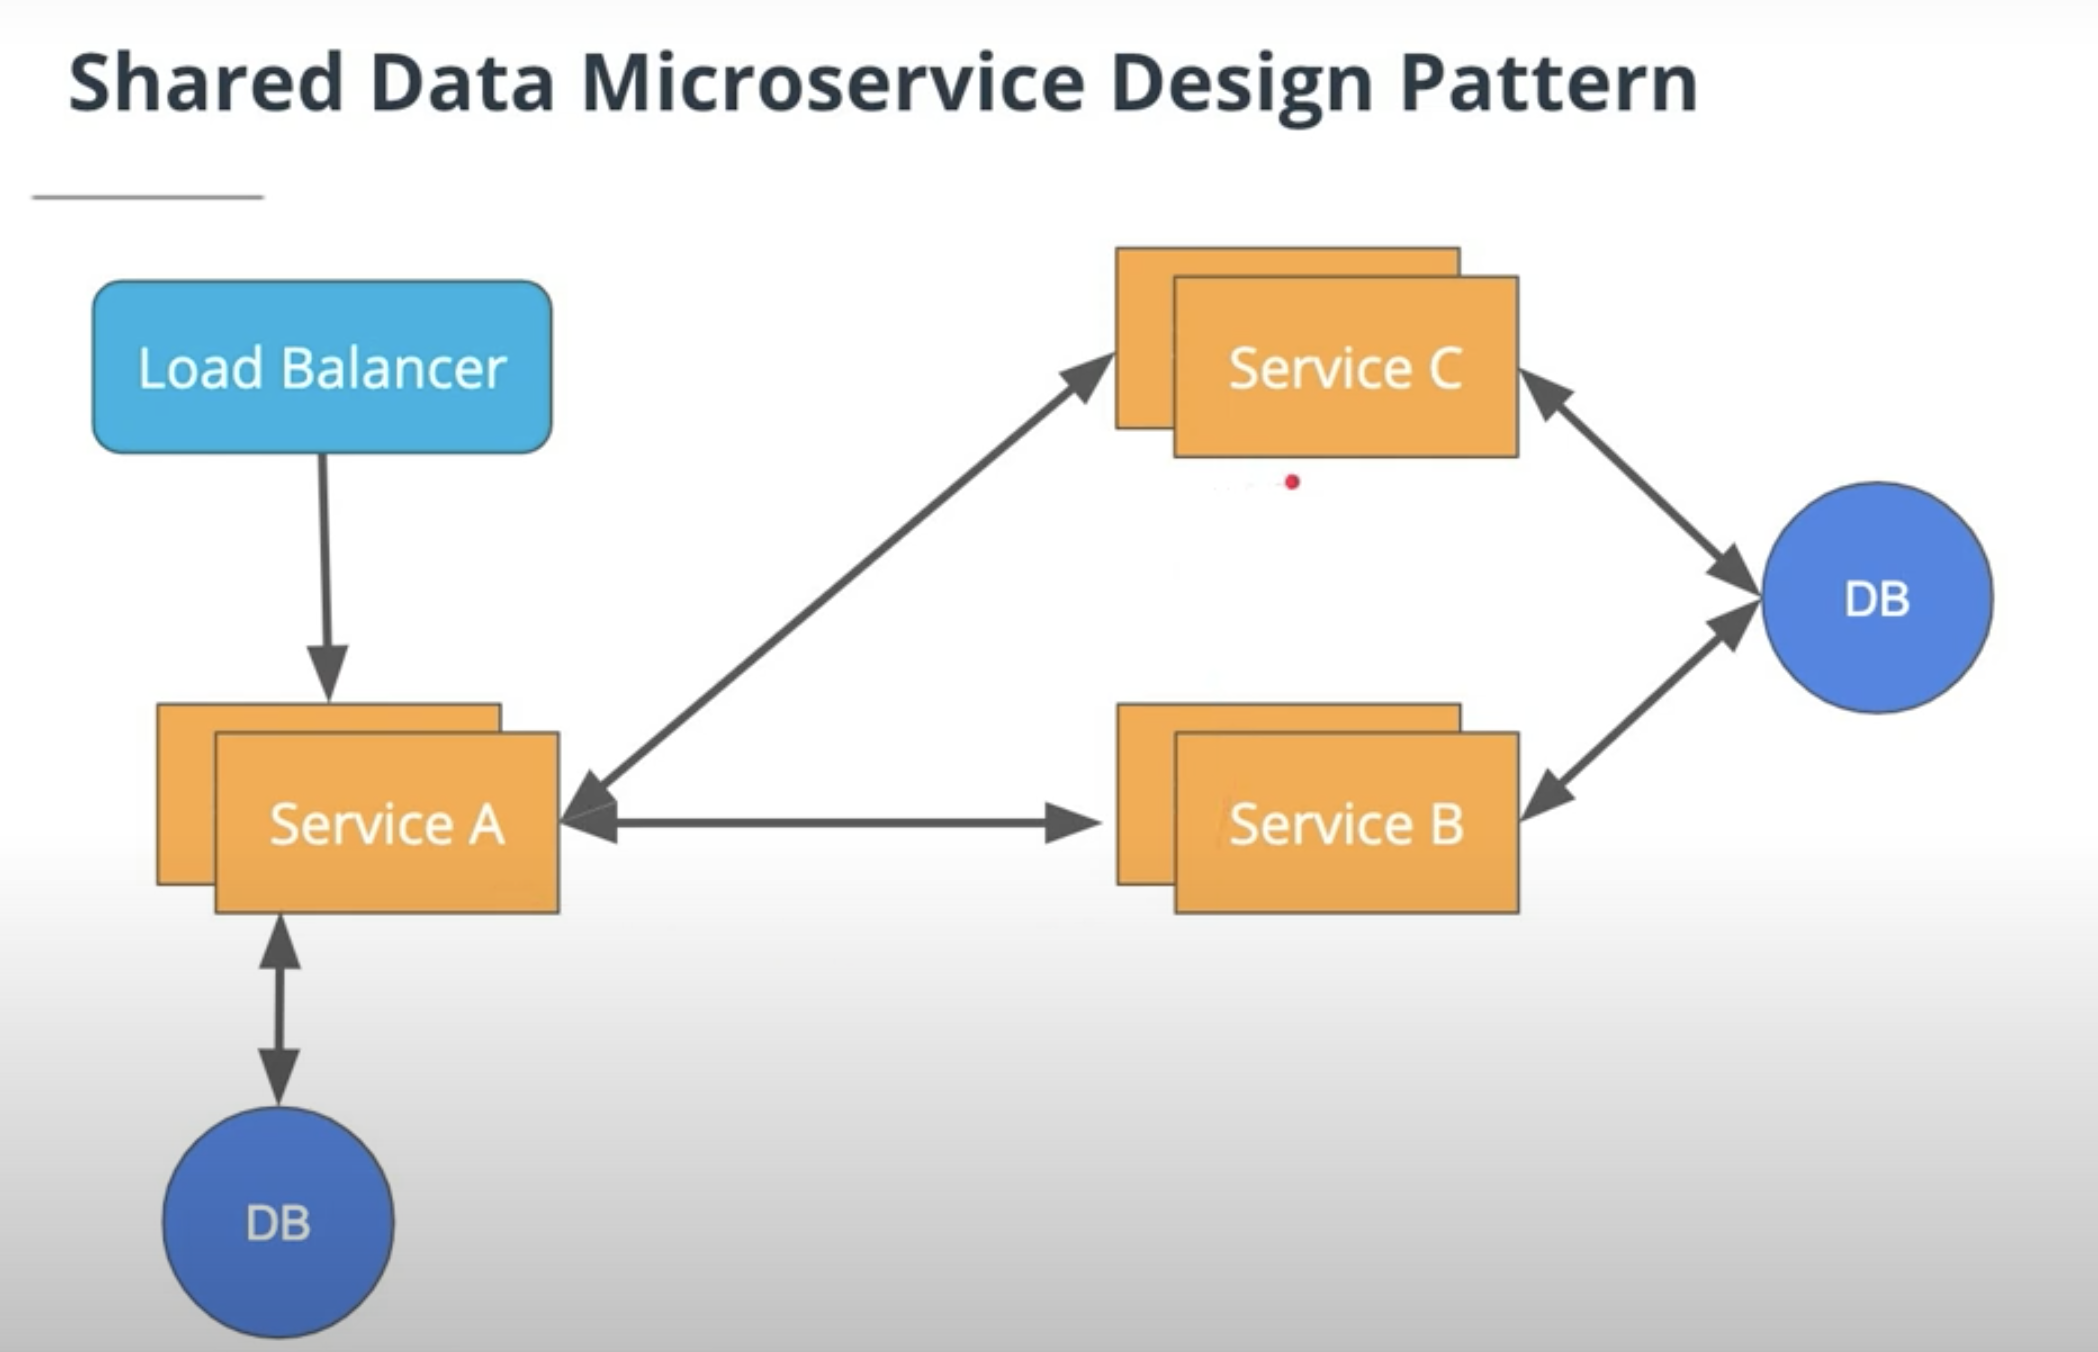 Shared Data Microservice Design Pattern
Load Balancer
Service C
DB
Service A
Service B
DB